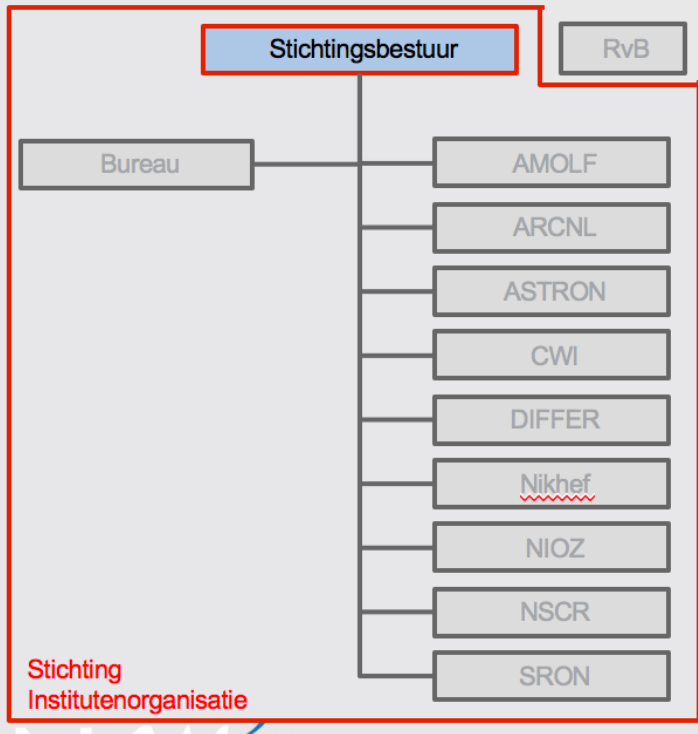 Stichtingsbestuur
RvB
Bureau
AMOLF
ARCNL
ASTRON
CWI
DIFFER
Nikhef
NIOZ
NSCR
SRON
Stichting
Institutenorganisatie